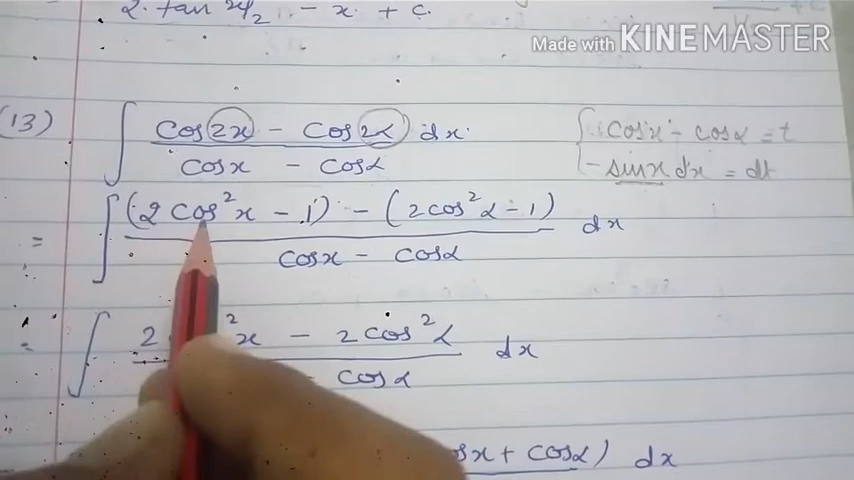 2. tan x/2 - x + c.
Made with KINEMASTER
(13) ∫ cos2x - cos2α / cosx - cosα dx.
cosx - cosα = t
-sinx dx = dt
= ∫ (2cos²x - 1) - (2cos²α - 1) / cosx - cosα dx
= ∫ 2 ²x - 2cos²α / - cosα dx
osx + cosα) dx